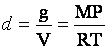 d = g/V = MP/RT